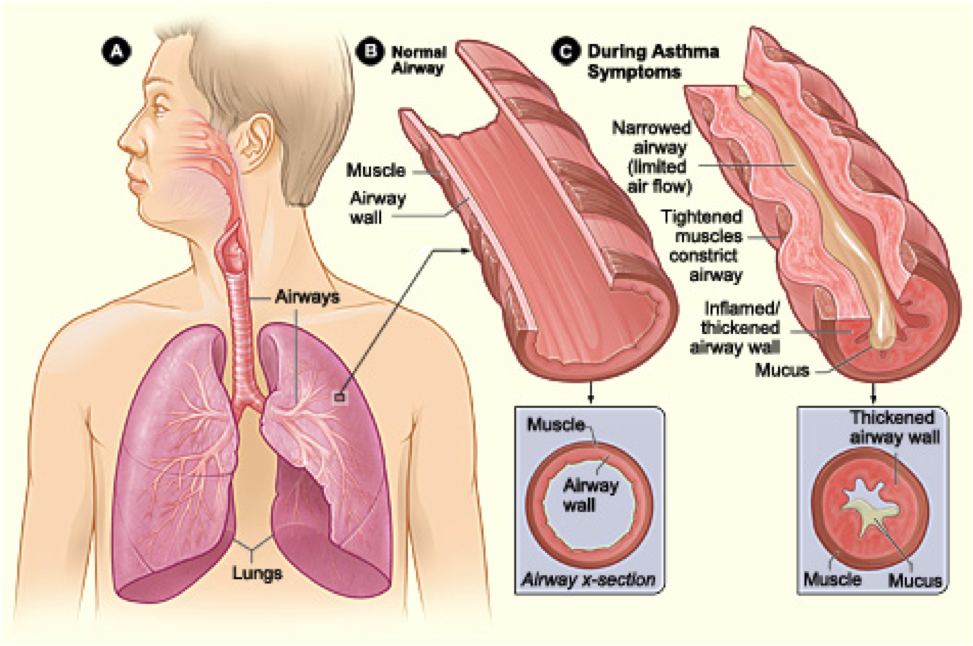 A
Airways
Lungs
B Normal
Airway
Muscle
Airway
wall
Muscle
Airway
wall
Airway x-section
C During Asthma
Symptoms
Narrowed
airway
(limited
air flow)
Tightened
muscles
constrict
airway
Inflamed/
thickened
airway wall
Mucus
Thickened
airway wall
Muscle
Mucus